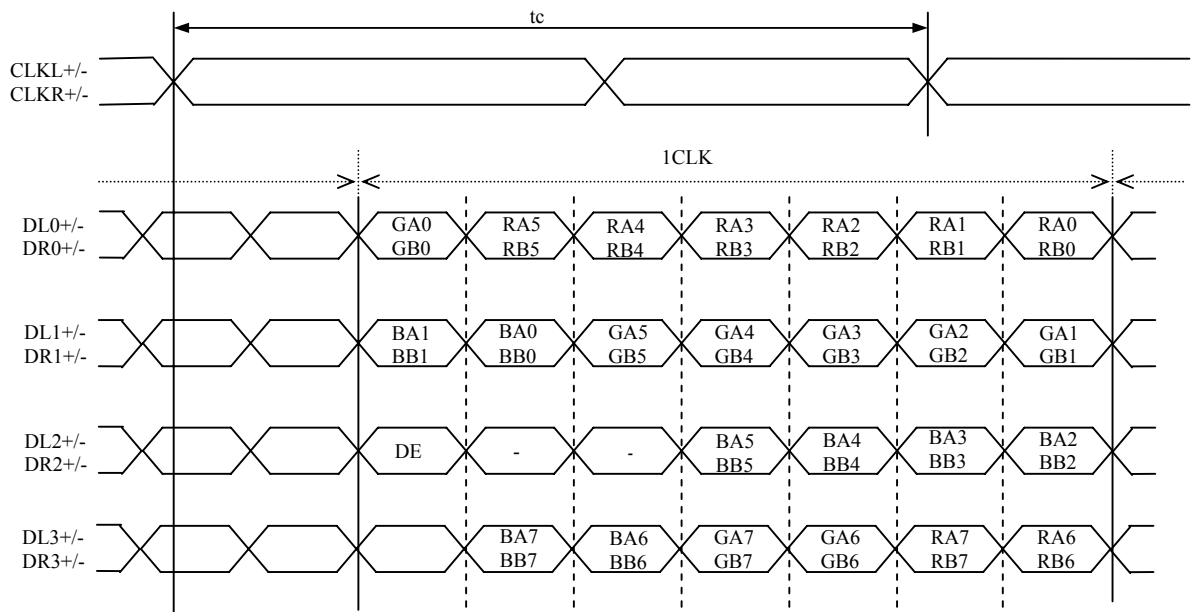 tc
CLKL+/-
CLKR+/-
1CLK
DL0+/-
DR0+/-
GA0 RA5 RA4 RA3 RA2 RA1 RA0
GB0 RB5 RB4 RB3 RB2 RB1 RB0
DL1+/-
DR1+/-
BA1 BA0 GA5 GA4 GA3 GA2 GA1
BB1 BB0 GB5 GB4 GB3 GB2 GB1
DL2+/-
DR2+/-
DE - - BA5 BA4 BA3 BA2
BB5 BB4 BB3 BB2
DL3+/-
DR3+/-
BA7 BA6 GA7 GA6 RA7 RA6
BB7 BB6 GB7 GB6 RB7 RB6